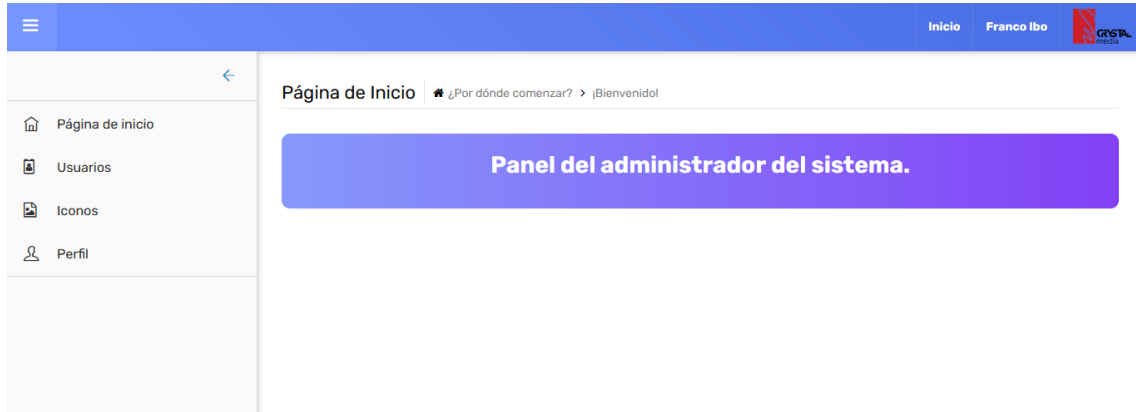 Inicio Franco Ibo
CRYSTAL
media
Página de Inicio ¿Por dónde comenzar? > ¡Bienvenido!
Página de inicio
Usuarios
Iconos
Perfil
Panel del administrador del sistema.